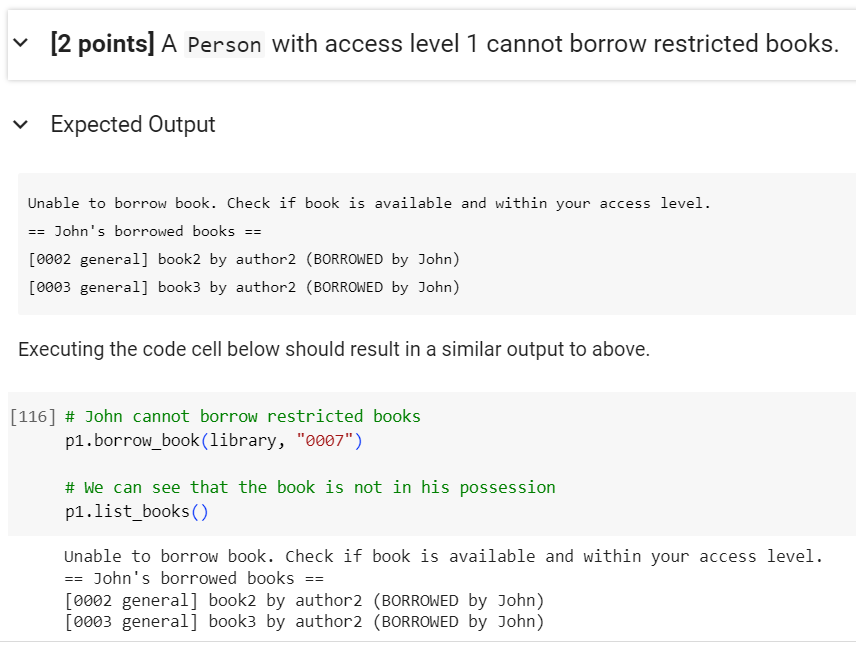 [2 points] A Person with access level 1 cannot borrow restricted books.
Expected Output
Unable to borrow book. Check if book is available and within your access level.
== John's borrowed books ==
[0002 general] book2 by author2 (BORROWED by John)
[0003 general] book3 by author2 (BORROWED by John)
Executing the code cell below should result in a similar output to above.
[116] # John cannot borrow restricted books
p1.borrow_book(library, "0007")
# We can see that the book is not in his possession
p1.list_books()
Unable to borrow book. Check if book is available and within your access level.
== John's borrowed books ==
[0002 general] book2 by author2 (BORROWED by John)
[0003 general] book3 by author2 (BORROWED by John)